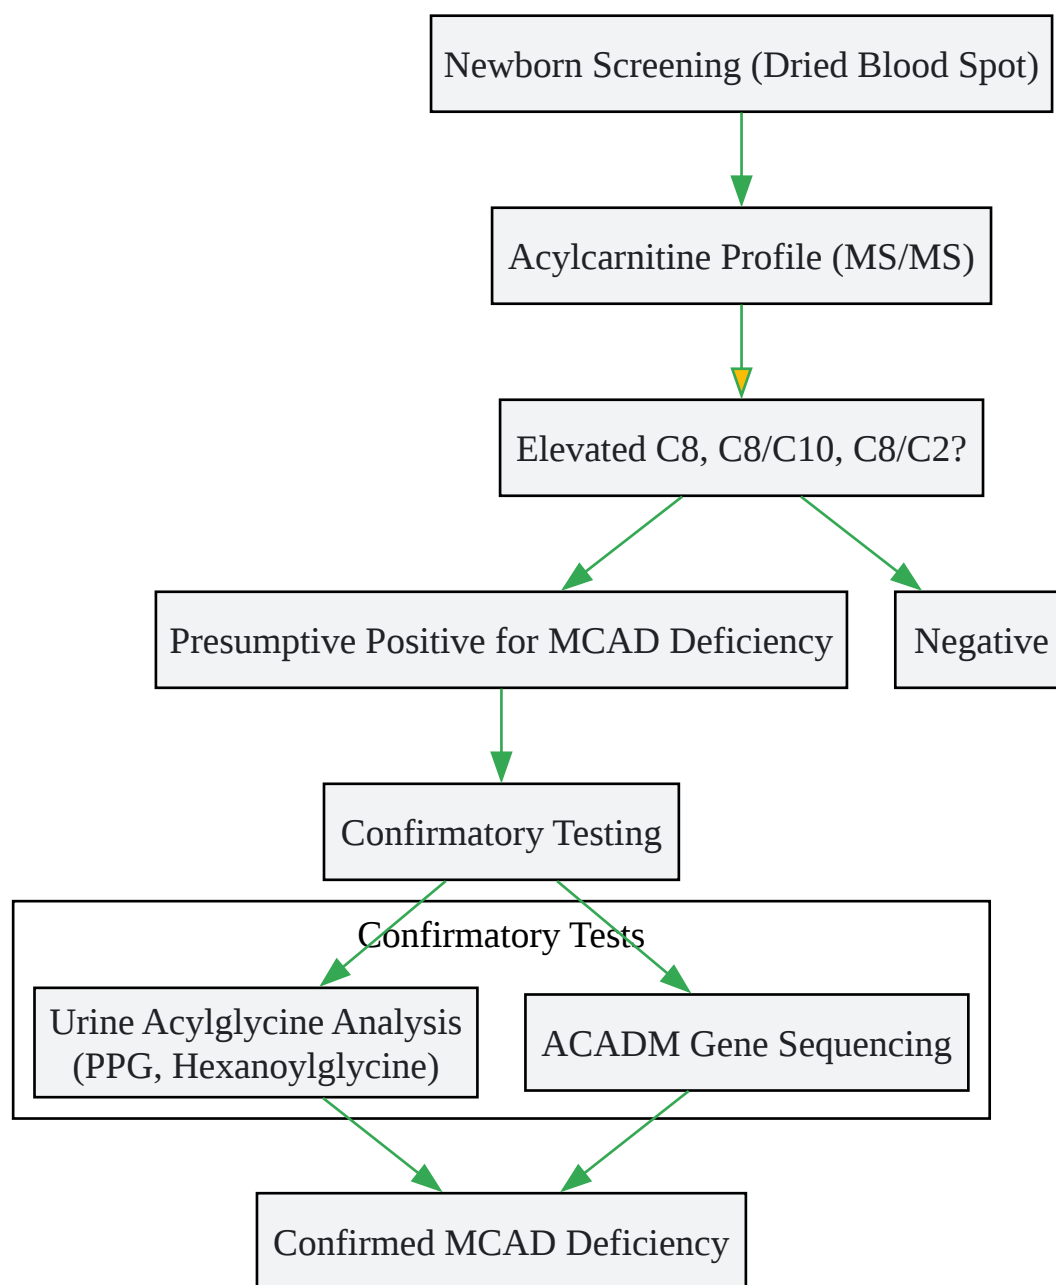 Newborn Screening (Dried Blood Spot)
Acylcarnitine Profile (MS/MS)
Elevated C8, C8/C10, C8/C2?
Presumptive Positive for MCAD Deficiency
Negative
Confirmatory Testing
Confirmatory Tests
Urine Acylglycine Analysis
(PPG, Hexanoylglycine)
ACADM Gene Sequencing
Confirmed MCAD Deficiency